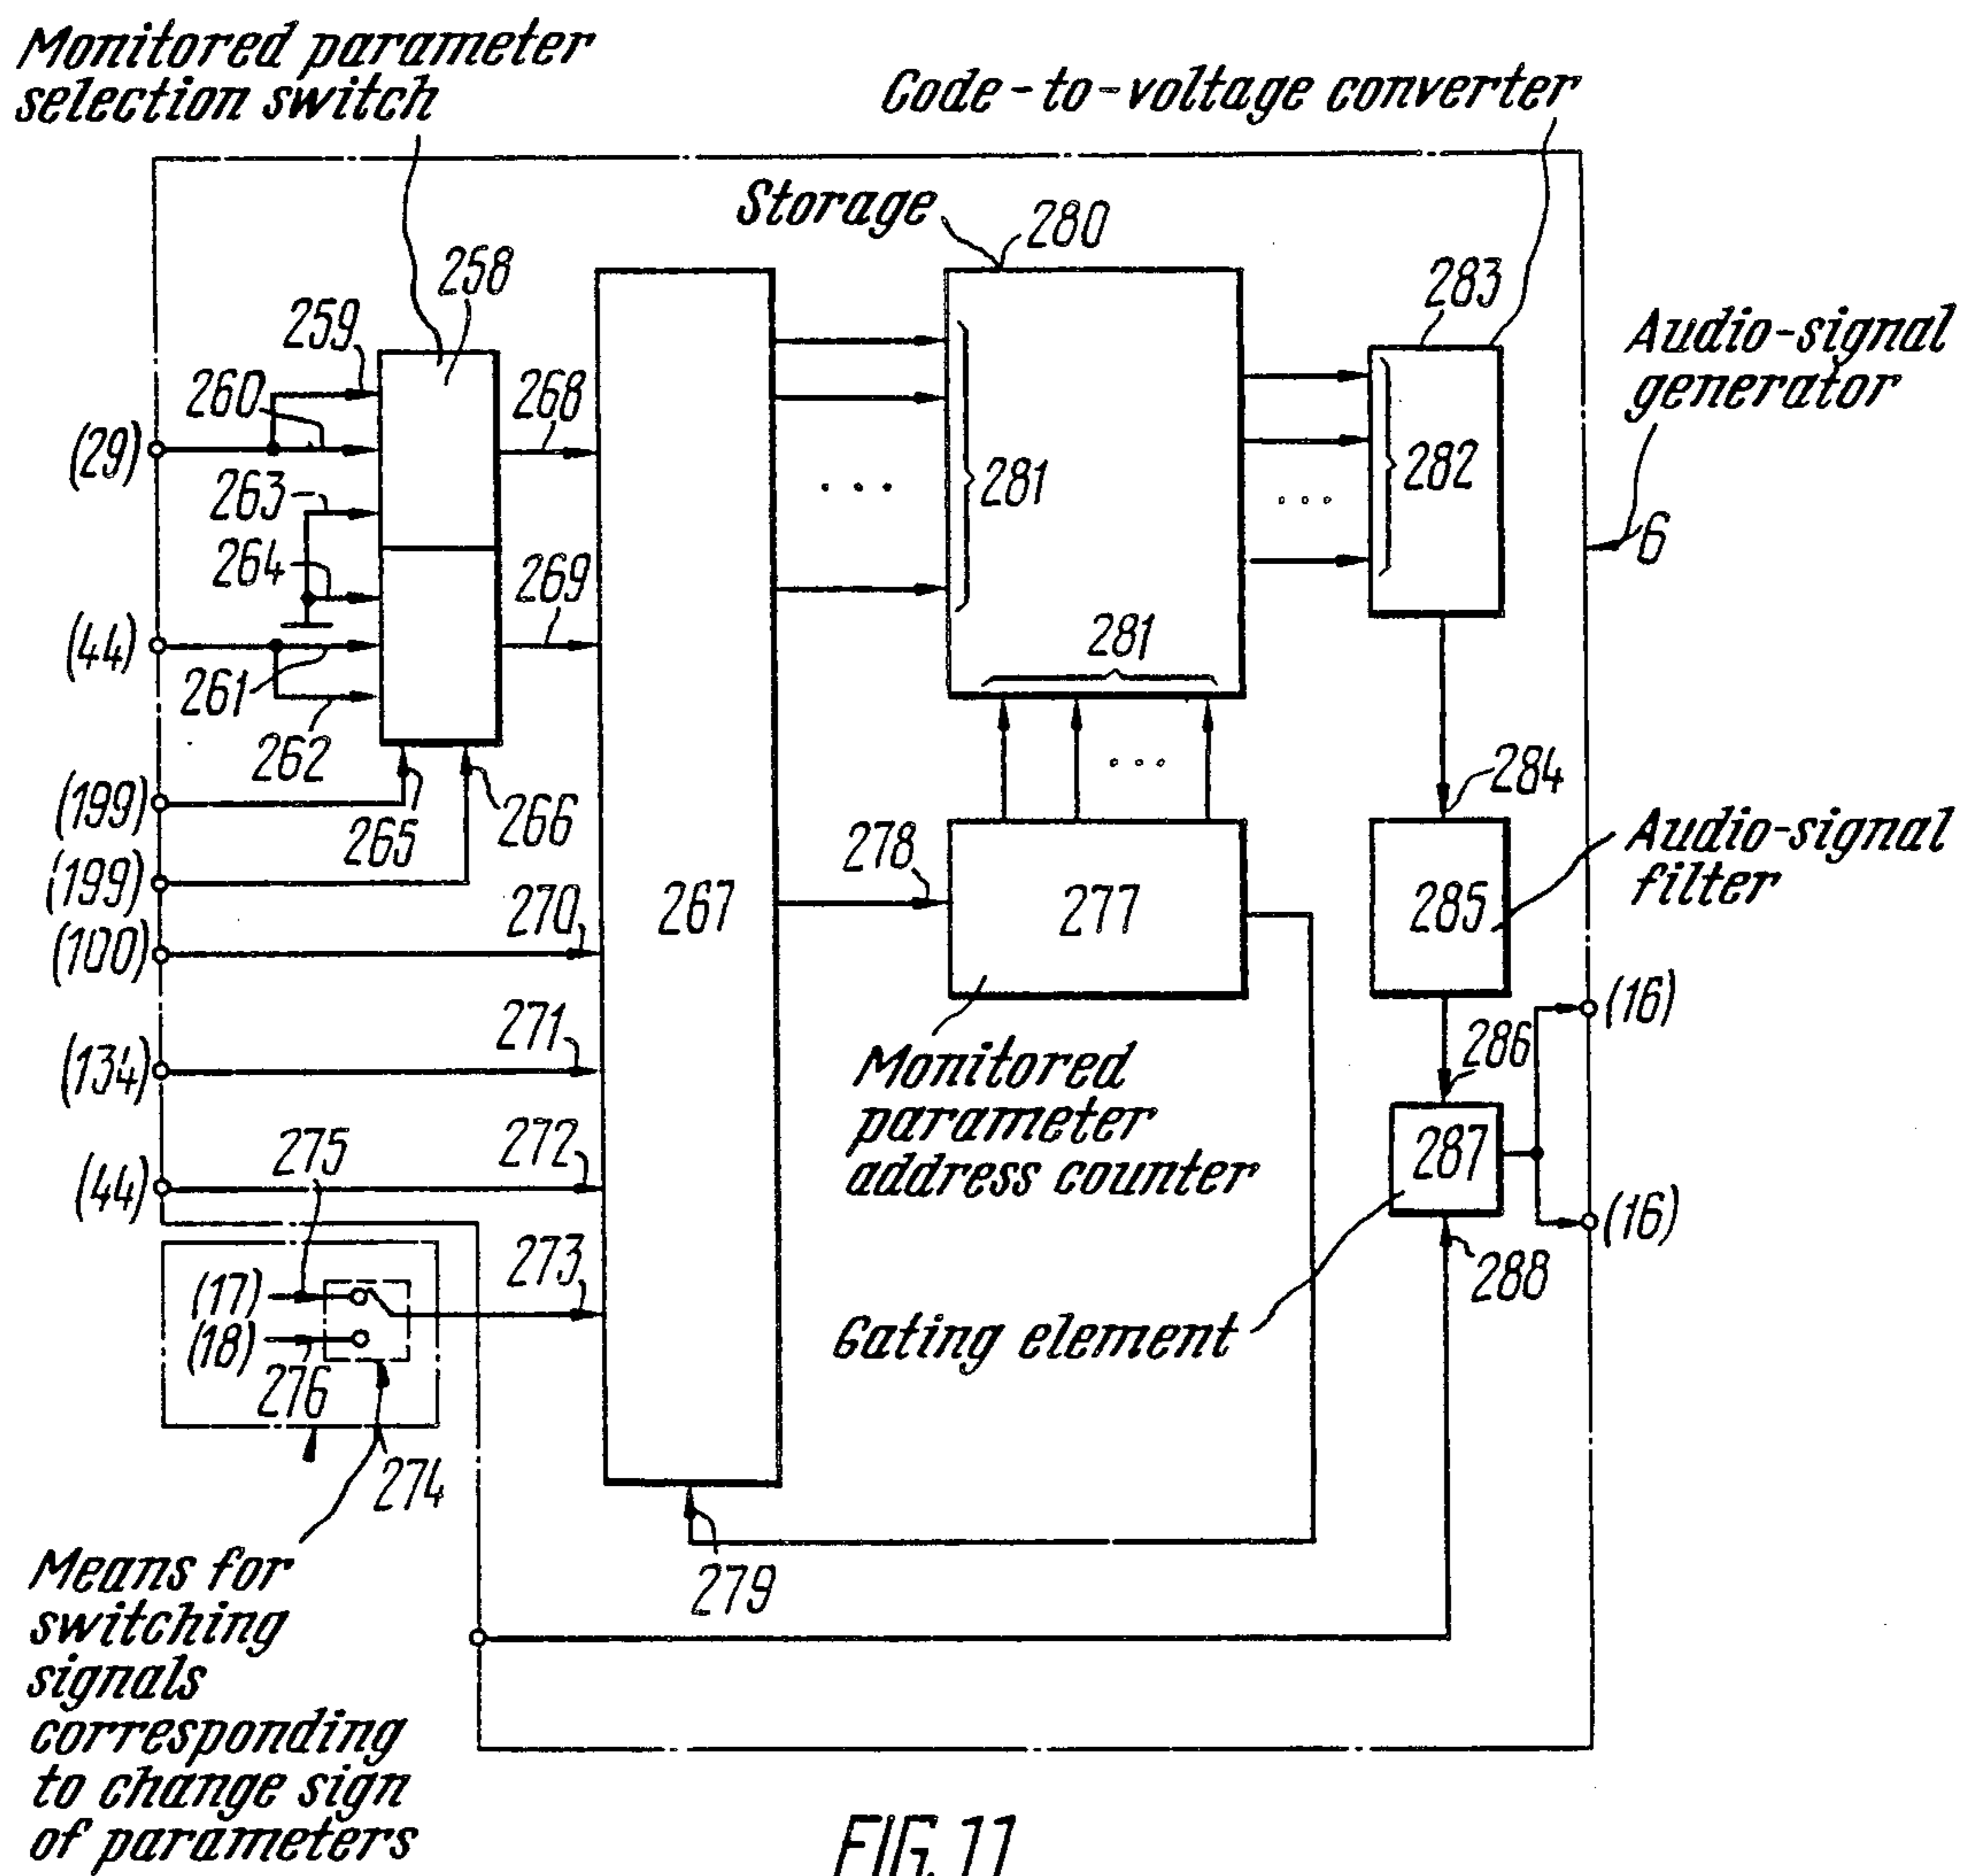 Monitored parameter
selection switch
Code-to-voltage converter
Storage
280
258
283
259
Audio-signal
generator
260
268
(29)
263
281
282
6
264
269
(44)
281
261
262
284
(199)
265
266
278
Audio-signal
filter
(199)
267
277
285
270
(100)
(16)
271
286
(134)
Monitored
parameter
address counter
287
275
272
(44)
(16)
273
288
(17)
(18)
276
Gating element
274
279
Means for
switching
signals
corresponding
to change sign
of parameters
FIG. 11